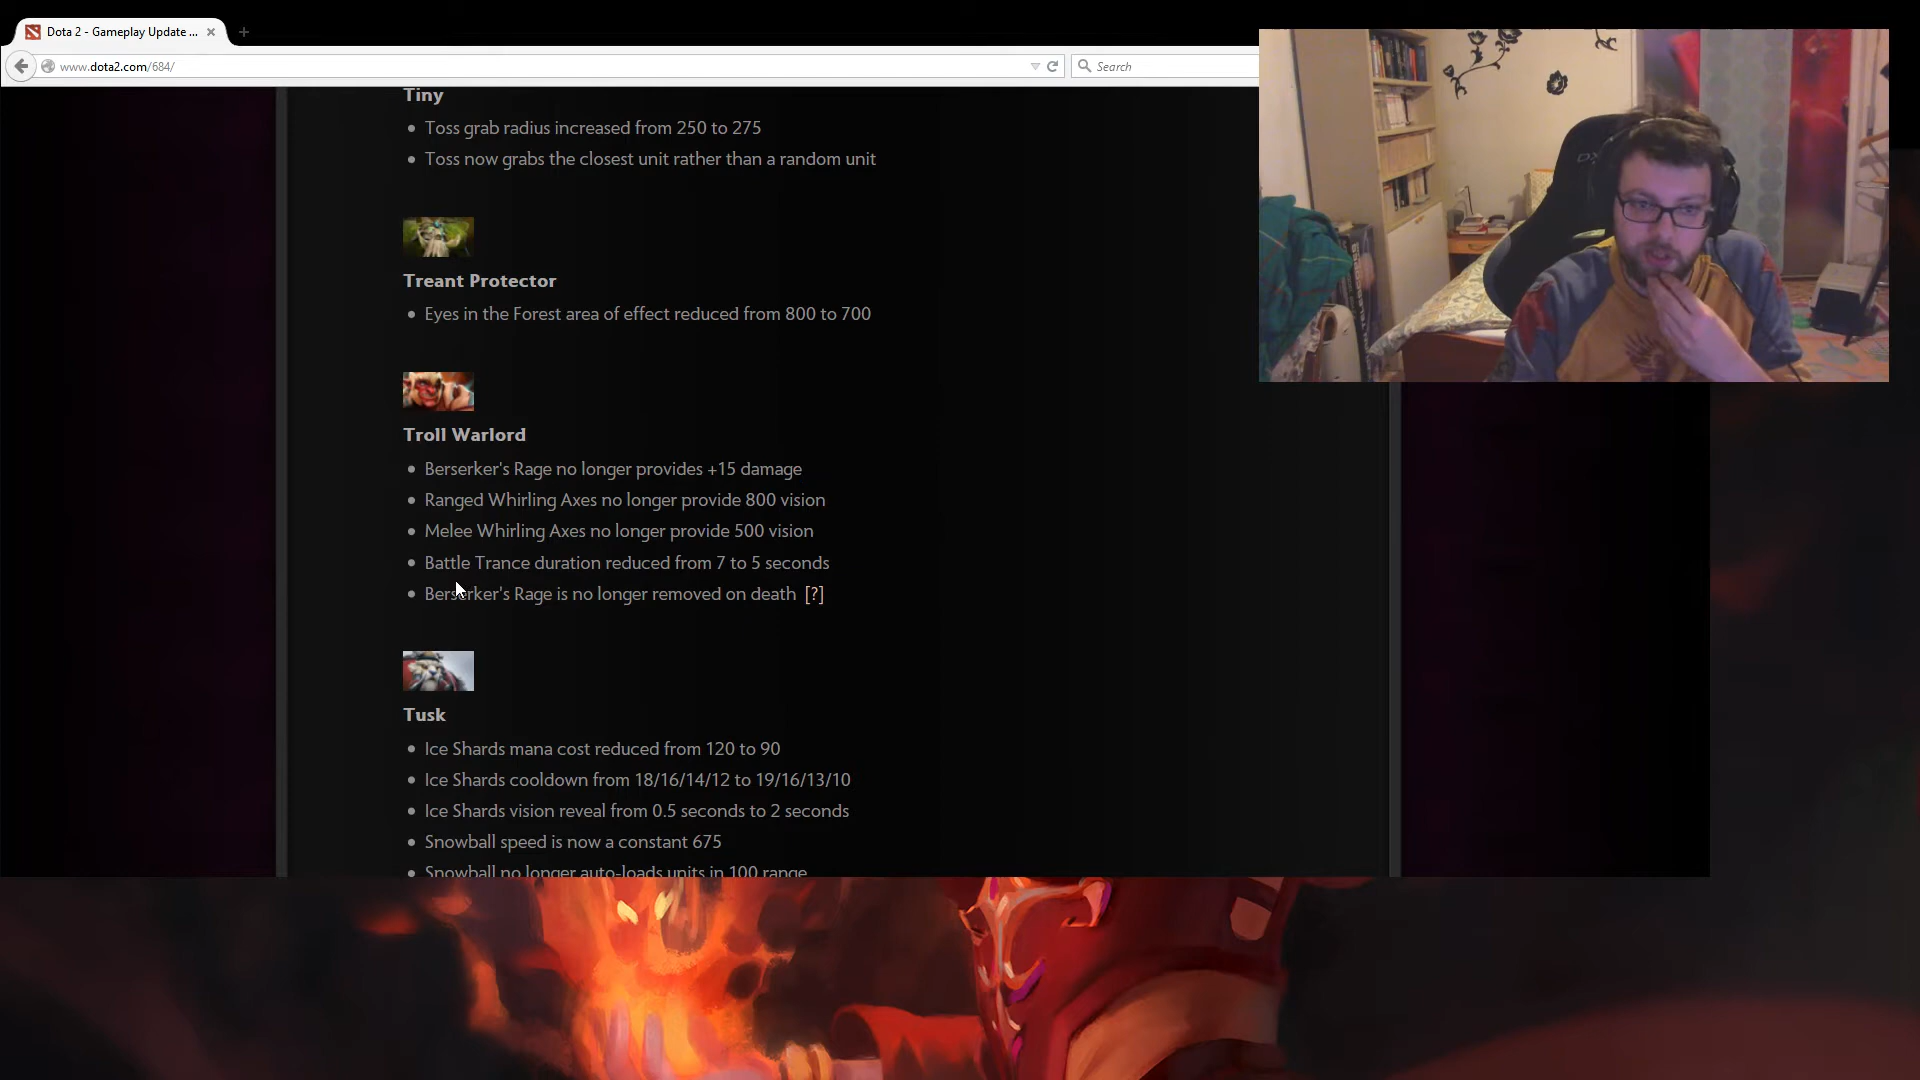 Dota 2 - Gameplay Update ...
www.dota2.com/684/
Search
Tiny
Toss grab radius increased from 250 to 275
Toss now grabs the closest unit rather than a random unit
Treant Protector
Eyes in the Forest area of effect reduced from 800 to 700
Troll Warlord
Berserker's Rage no longer provides +15 damage
Ranged Whirling Axes no longer provide 800 vision
Melee Whirling Axes no longer provide 500 vision
Battle Trance duration reduced from 7 to 5 seconds
Berserker's Rage is no longer removed on death [?]
Tusk
Ice Shards mana cost reduced from 120 to 90
Ice Shards cooldown from 18/16/14/12 to 19/16/13/10
Ice Shards vision reveal from 0.5 seconds to 2 seconds
Snowball speed is now a constant 675
Snowball no longer auto-loads units in 100 range